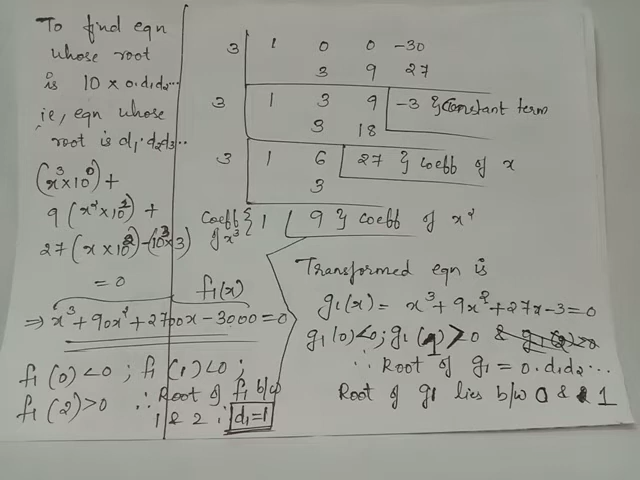 To find eqn
whose root
is 10 × 0.d₁d₂...
ie, eqn whose
root is d₁.d₂d₃..
(x³×10⁰) +
9 (x²×10¹) +
27(x×10²)-(10³×3)
= 0
f₁(x)
⇒ x³ + 90x² + 2700x - 3000 = 0
f₁(0) <0 ; f₁(1) <0 ;
f₁(2) >0 ∴ Root of f₁ b/w
1 & 2 ∴ d₁=1
3 | 1 0 0 -30
3 9 27
3 | 1 3 9 | -3 } Constant term
3 18
3 | 1 6 | 27 } Coeff of x
3
Coeff of x³ { 1 | 9 } Coeff of x²
Transformed eqn is
g₁(x) = x³ + 9x² + 27x - 3 = 0
g₁(0) <0 ; g₁(1) >0 & g₁(2) >0
∴ Root of g₁ = 0.d₁d₂...
Root of g₁ lies b/w 0 & 1